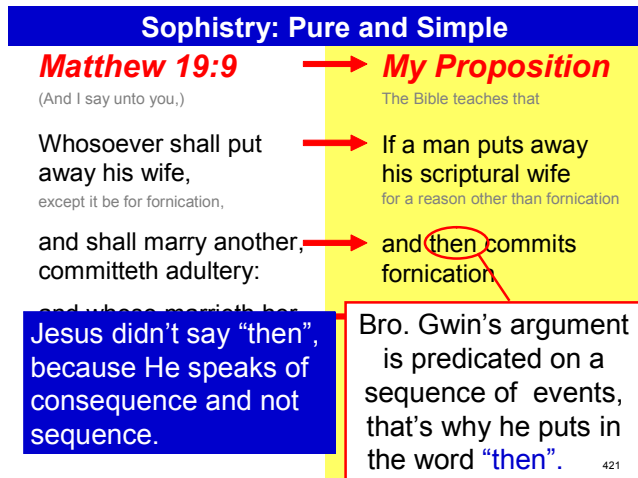 Sophistry: Pure and Simple
Matthew 19:9
(And I say unto you,)
Whosoever shall put
away his wife,
except it be for fornication,
and shall marry another,
committeth adultery:
and whoso marrieth her
Jesus didn't say “then”,
because He speaks of
consequence and not
sequence.
My Proposition
The Bible teaches that
If a man puts away
his scriptural wife
for a reason other than fornication
and then commits
fornication
Bro. Gwin's argument
is predicated on a
sequence of events,
that's why he puts in
the word “then”.
421